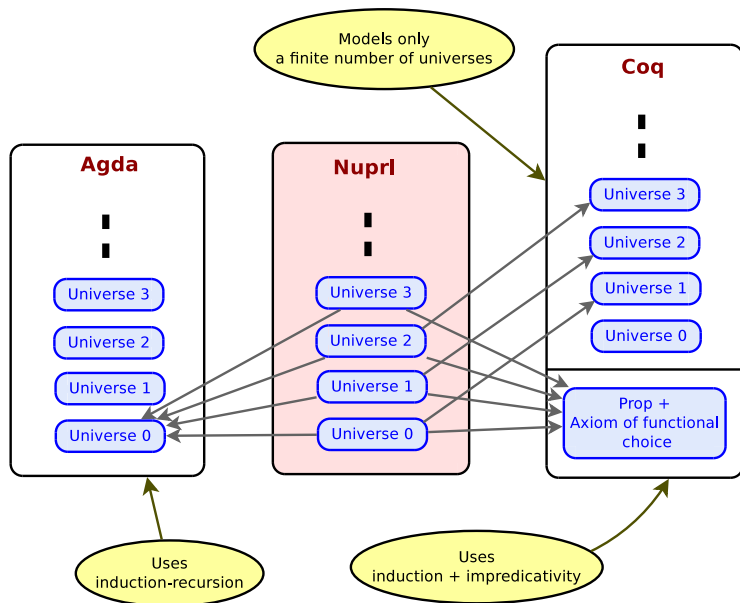 Models only
a finite number of universes
Agda
Universe 3
Universe 2
Universe 1
Universe 0
Nuprl
Universe 3
Universe 2
Universe 1
Universe 0
Coq
Universe 3
Universe 2
Universe 1
Universe 0
Prop +
Axiom of functional
choice
Uses
induction-recursion
Uses
induction + impredicativity